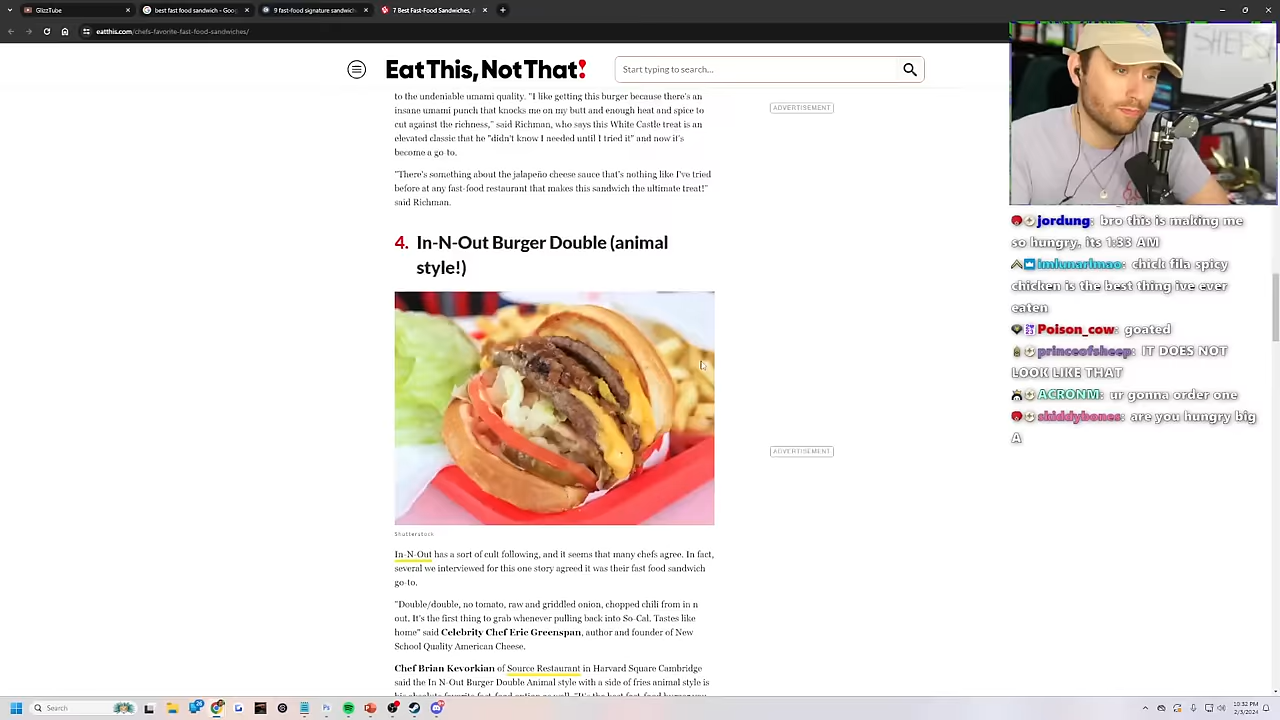 GlizzTube
best fast food sandwich - Goo
9 fast-food signature sandwich
7 Best Fast-Food Sandwiches,
eatthis.com/chefs-favorite-fast-food-sandwiches/
Eat This, Not That!
Start typing to search...
ADVERTISEMENT
to the undeniable umami quality. "I like getting this burger because there's an
insane umami punch that knocks me on my butt and enough heat and spice to
cut against the richness," said Richman, who says this White Castle treat is an
elevated classic that he "didn't know I needed until I tried it" and now it's
become a go-to.
"There's something about the jalapeño cheese sauce that's nothing like I've tried
before at any fast-food restaurant that makes this sandwich the ultimate treat!"
said Richman.
4. In-N-Out Burger Double (animal
style!)
ADVERTISEMENT
Shutterstock
In-N-Out has a sort of cult following, and it seems that many chefs agree. In fact,
several we interviewed for this one story agreed it was their fast food sandwich
go-to.
"Double/double, no tomato, raw and griddled onion, chopped chili from in n
out. It's the first thing to grab whenever pulling back into So-Cal. Tastes like
home" said Celebrity Chef Eric Greenspan, author and founder of New
School Quality American Cheese.
Chef Brian Kevorkian of Source Restaurant in Harvard Square Cambridge
said the In N Out Burger Double Animal style with a side of fries animal style is
SHEESH
jordung: bro this is making me
so hungry, its 1:33 AM
imlunarlmao: chick fila spicy
chicken is the best thing ive ever
eaten
Poison_cow: goated
princeofsheep: IT DOES NOT
LOOK LIKE THAT
ACRONM: ur gonna order one
skiddybones: are you hungry big
A
Search
10:32 PM
2/3/2024